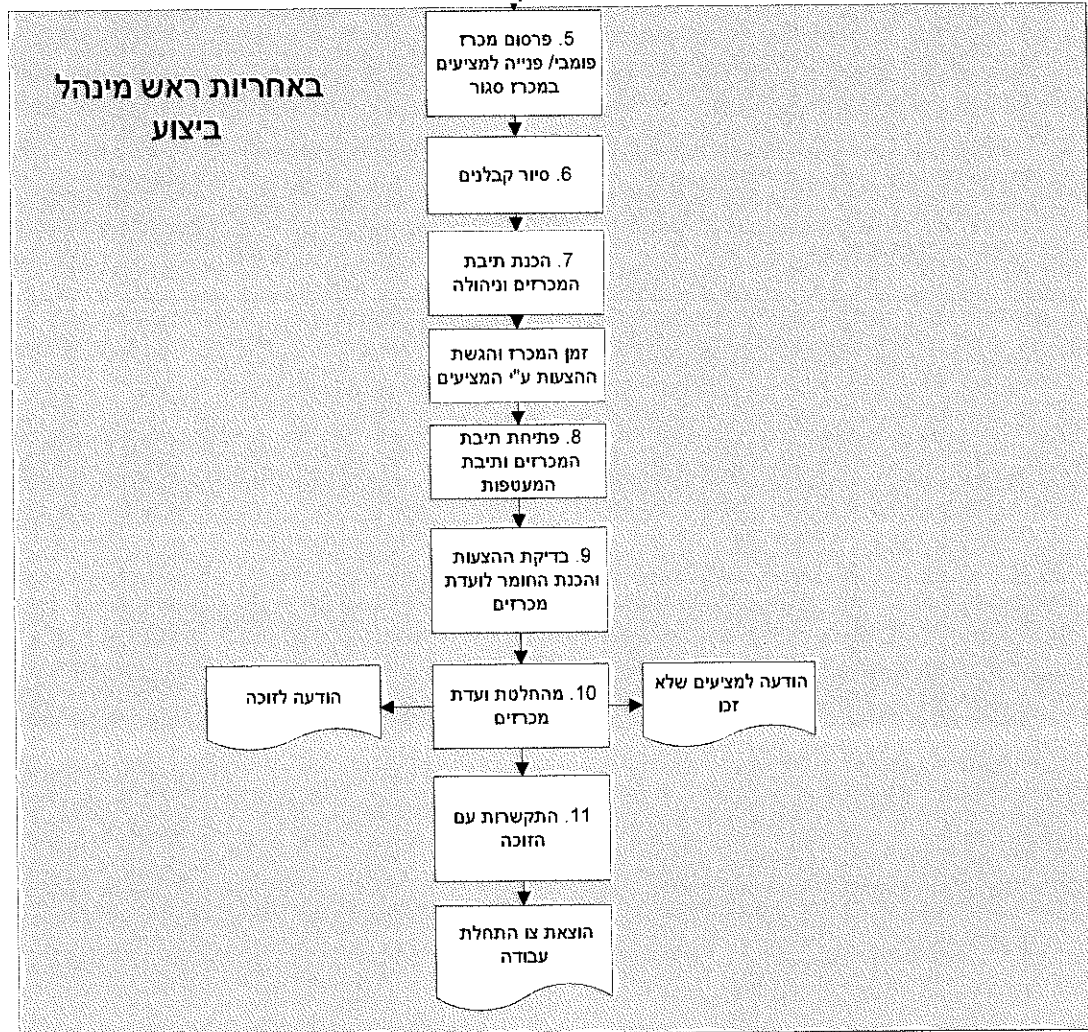 באחריות ראש מינהל
ביצוע
5. פרסום מכרז
פומבי/ פנייה למציעים
במכרז סגור
6. סיור קבלנים
7. הכנת תיבת
המכרזים וניהולה
זמן המכרז והגשת
ההצעות ע"י המציעים
8. פתיחת תיבת
המכרזים ותיבת
המעטפות
9. בדיקת ההצעות
והכנת החומר לועדת
מכרזים
הודעה למציעים שלא
זכו
10. מהחלטת ועדת
מכרזים
הודעה לזוכה
11. התקשרות עם
הזוכה
הוצאת צו התחלת
עבודה